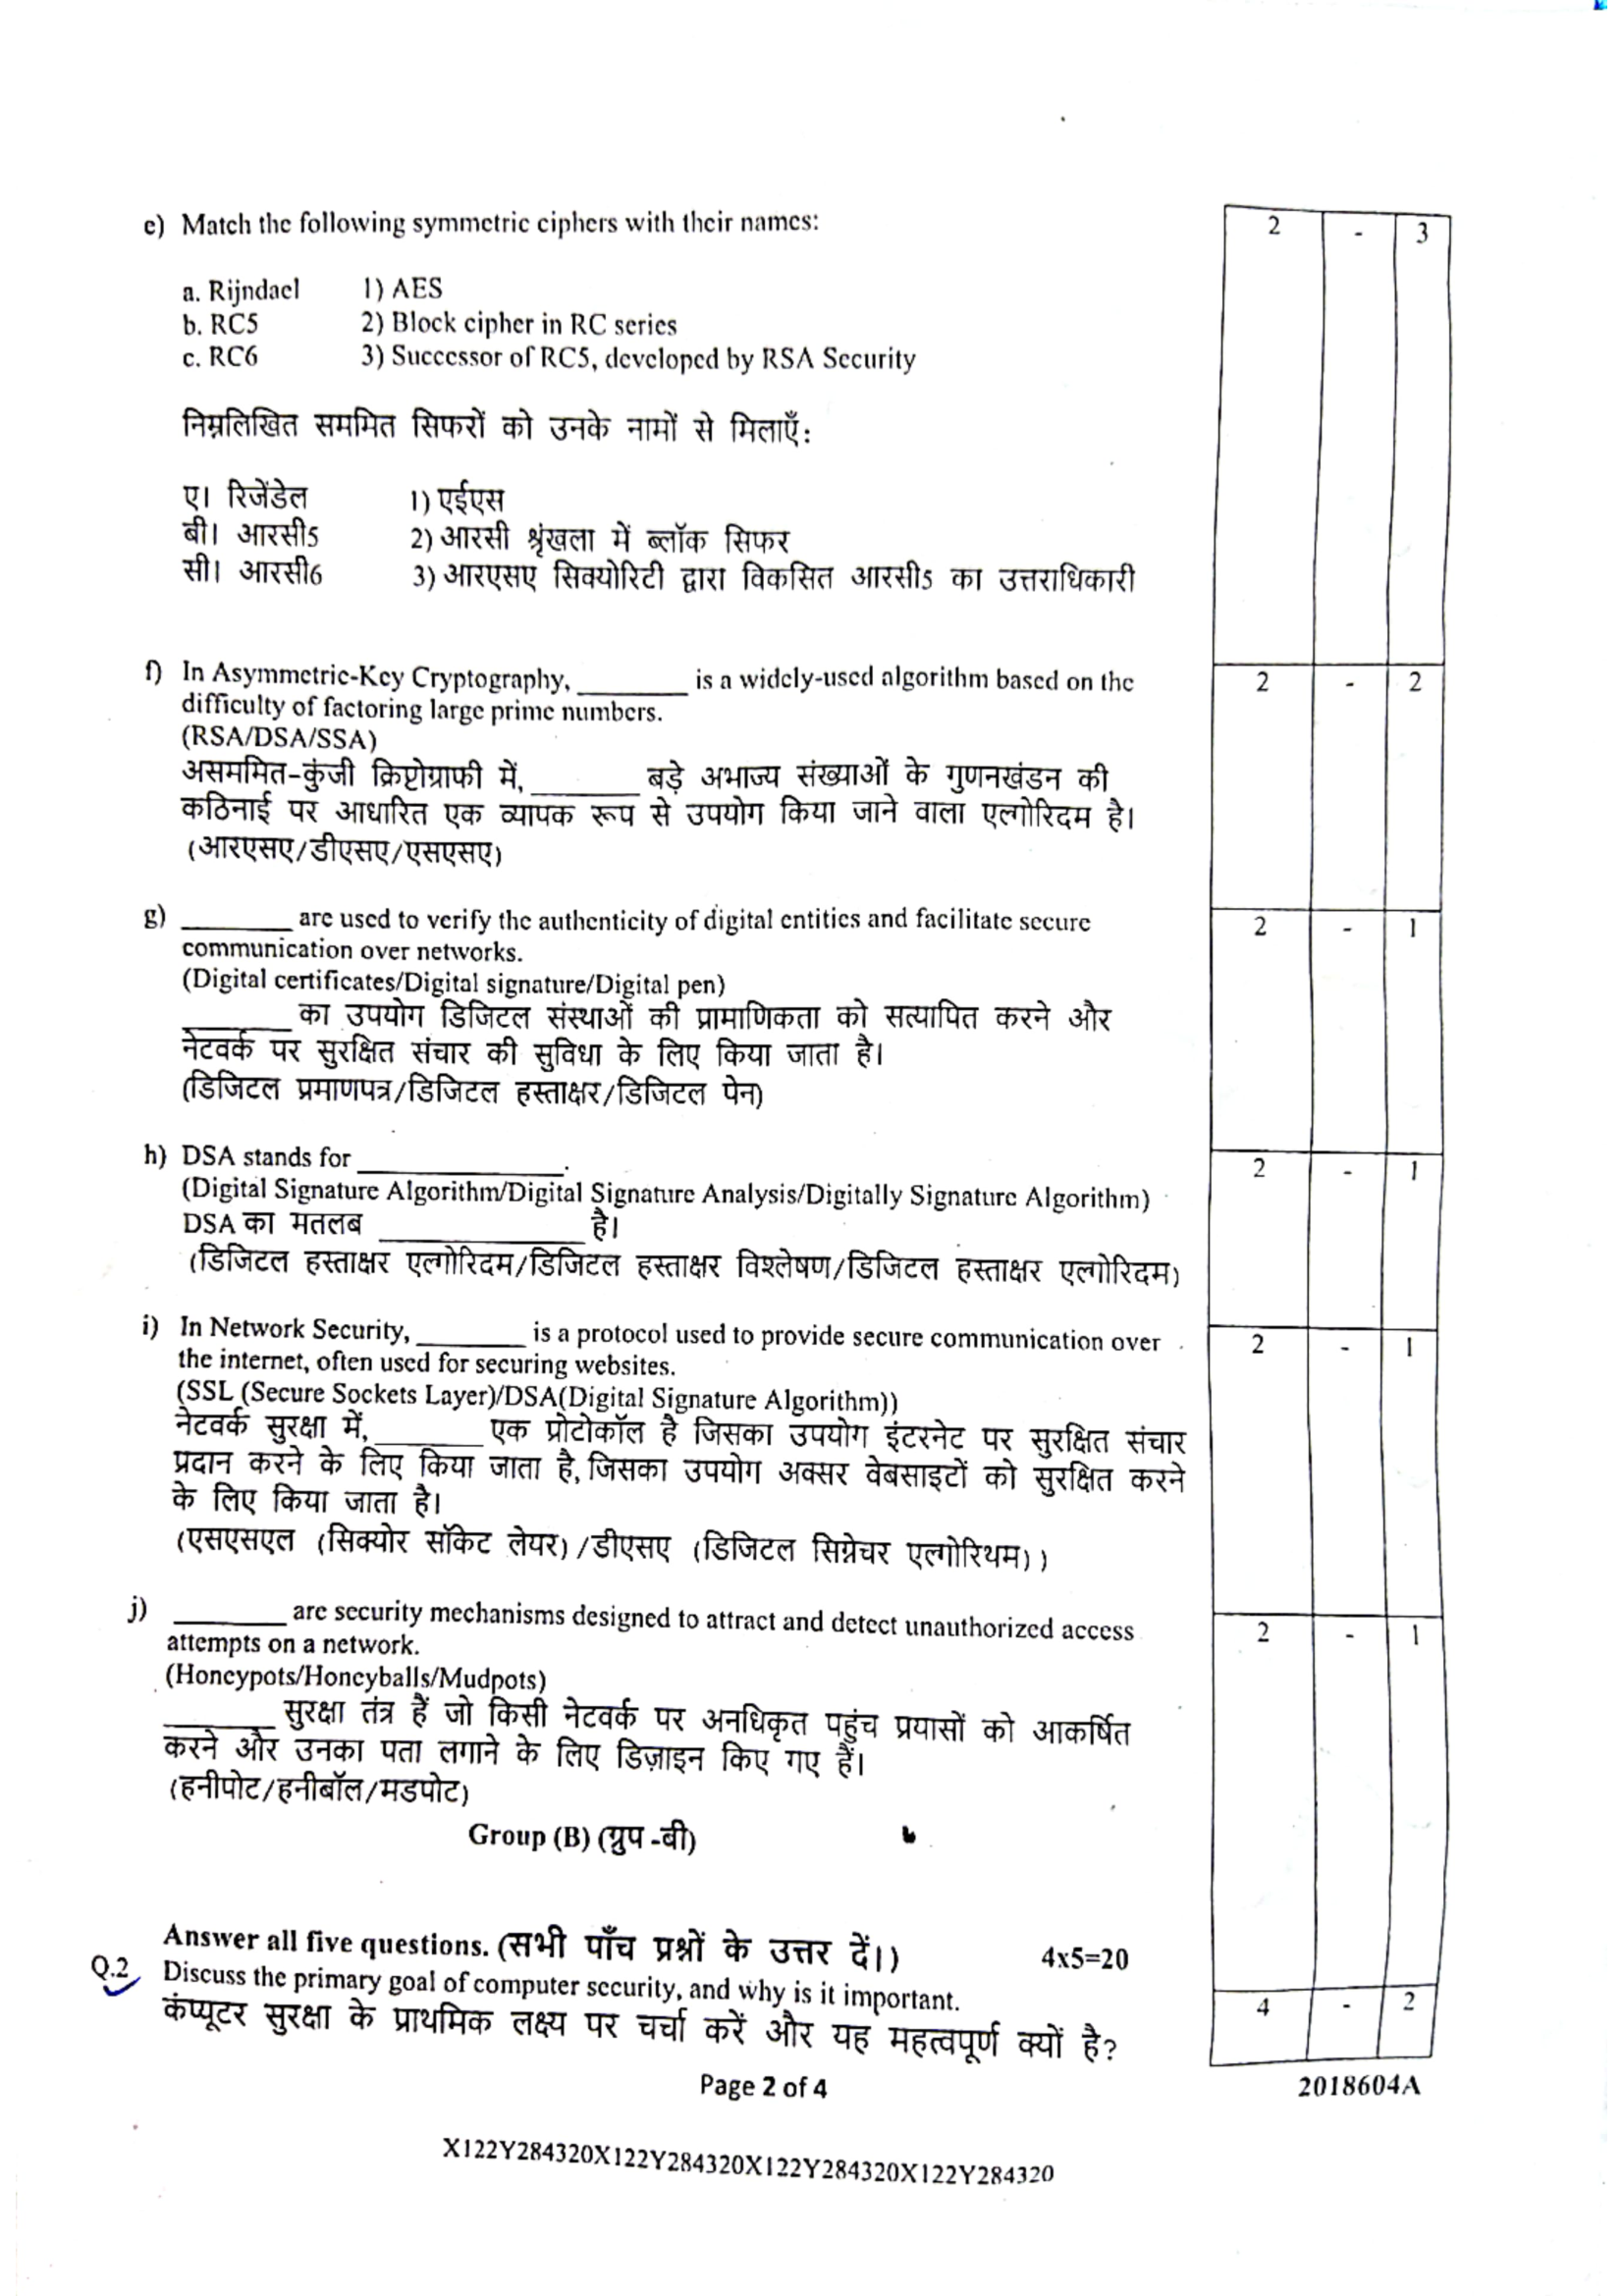 e) Match the following symmetric ciphers with their names: 2 - 3
a. Rijndael 1) AES
b. RC5 2) Block cipher in RC series
c. RC6 3) Successor of RC5, developed by RSA Security
निम्नलिखित सममित सिफरों को उनके नामों से मिलाएँ:
ए। रिजेंडेल 1) एईएस
बी। आरसी5 2) आरसी श्रृंखला में ब्लॉक सिफर
सी। आरसी6 3) आरएसए सिक्योरिटी द्वारा विकसित आरसी5 का उत्तराधिकारी
f) In Asymmetric-Key Cryptography, ________ is a widely-used algorithm based on the 2 - 2
difficulty of factoring large prime numbers.
(RSA/DSA/SSA)
असममित-कुंजी क्रिप्टोग्राफी में, ________ बड़े अभाज्य संख्याओं के गुणनखंडन की
कठिनाई पर आधारित एक व्यापक रूप से उपयोग किया जाने वाला एल्गोरिदम है।
(आरएसए/डीएसए/एसएसए)
g) ________ are used to verify the authenticity of digital entities and facilitate secure 2 - 1
communication over networks.
(Digital certificates/Digital signature/Digital pen)
________ का उपयोग डिजिटल संस्थाओं की प्रामाणिकता को सत्यापित करने और
नेटवर्क पर सुरक्षित संचार की सुविधा के लिए किया जाता है।
(डिजिटल प्रमाणपत्र/डिजिटल हस्ताक्षर/डिजिटल पेन)
h) DSA stands for _______________. 2 - 1
(Digital Signature Algorithm/Digital Signature Analysis/Digitally Signature Algorithm)
DSA का मतलब _______________ है।
(डिजिटल हस्ताक्षर एल्गोरिदम/डिजिटल हस्ताक्षर विश्लेषण/डिजिटल हस्ताक्षर एल्गोरिदम)
i) In Network Security, ________ is a protocol used to provide secure communication over 2 - 1
the internet, often used for securing websites.
(SSL (Secure Sockets Layer)/DSA(Digital Signature Algorithm))
नेटवर्क सुरक्षा में, ________ एक प्रोटोकॉल है जिसका उपयोग इंटरनेट पर सुरक्षित संचार
प्रदान करने के लिए किया जाता है, जिसका उपयोग अक्सर वेबसाइटों को सुरक्षित करने
के लिए किया जाता है।
(एसएसएल (सिक्योर सॉकेट लेयर) /डीएसए (डिजिटल सिग्नेचर एल्गोरिथम) )
j) ________ are security mechanisms designed to attract and detect unauthorized access 2 - 1
attempts on a network.
(Honeypots/Honeyballs/Mudpots)
________ सुरक्षा तंत्र हैं जो किसी नेटवर्क पर अनधिकृत पहुंच प्रयासों को आकर्षित
करने और उनका पता लगाने के लिए डिज़ाइन किए गए हैं।
(हनीपोट/हनीबॉल/मडपोट)
Group (B) (ग्रुप -बी)
Answer all five questions. (सभी पाँच प्रश्नों के उत्तर दें।) 4x5=20
Q.2 Discuss the primary goal of computer security, and why is it important. 4 - 2
कंप्यूटर सुरक्षा के प्राथमिक लक्ष्य पर चर्चा करें और यह महत्वपूर्ण क्यों है?
Page 2 of 4 2018604A
X122Y284320X122Y284320X122Y284320X122Y284320